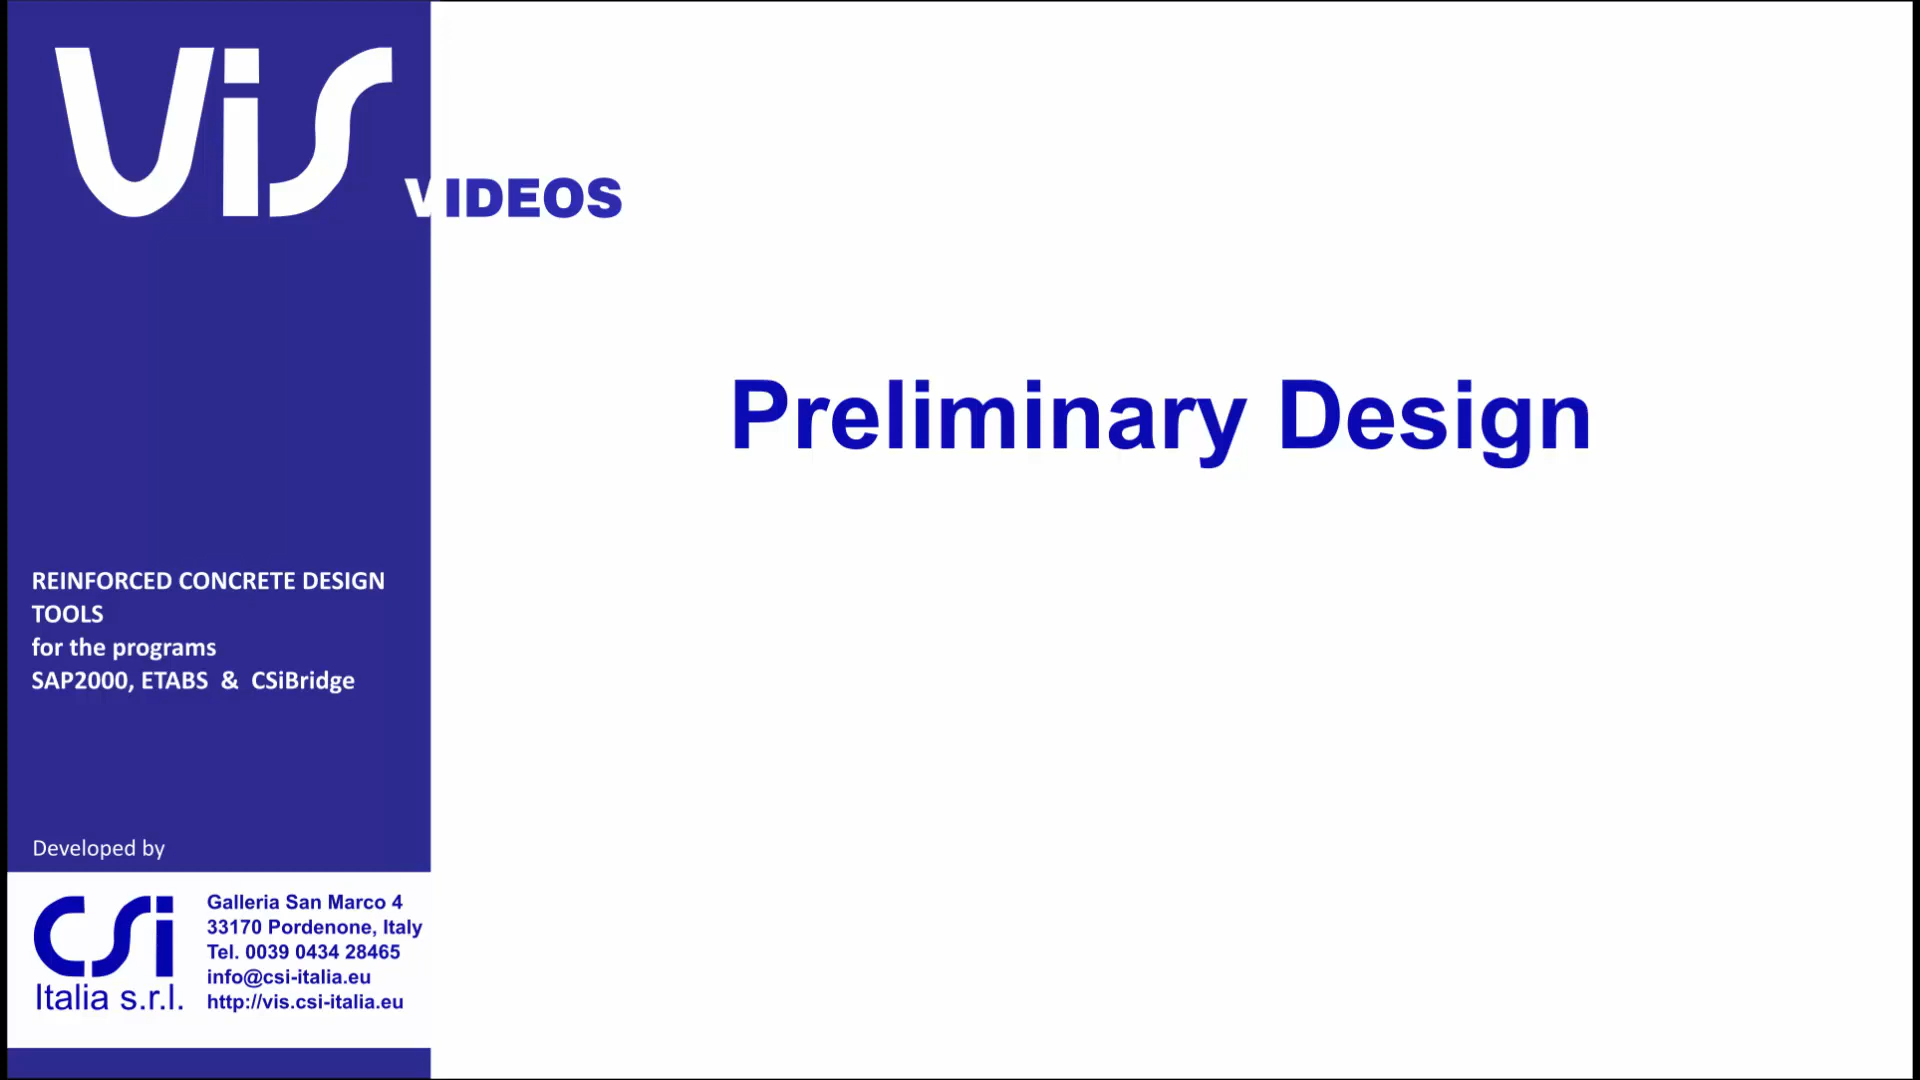 ViS
VIDEOS
Preliminary Design
REINFORCED CONCRETE DESIGN
TOOLS
for the programs
SAP2000, ETABS & CSiBridge
Developed by
CSi
Italia s.r.l.
Galleria San Marco 4
33170 Pordenone, Italy
Tel. 0039 0434 28465
info@csi-italia.eu
http://vis.csi-italia.eu